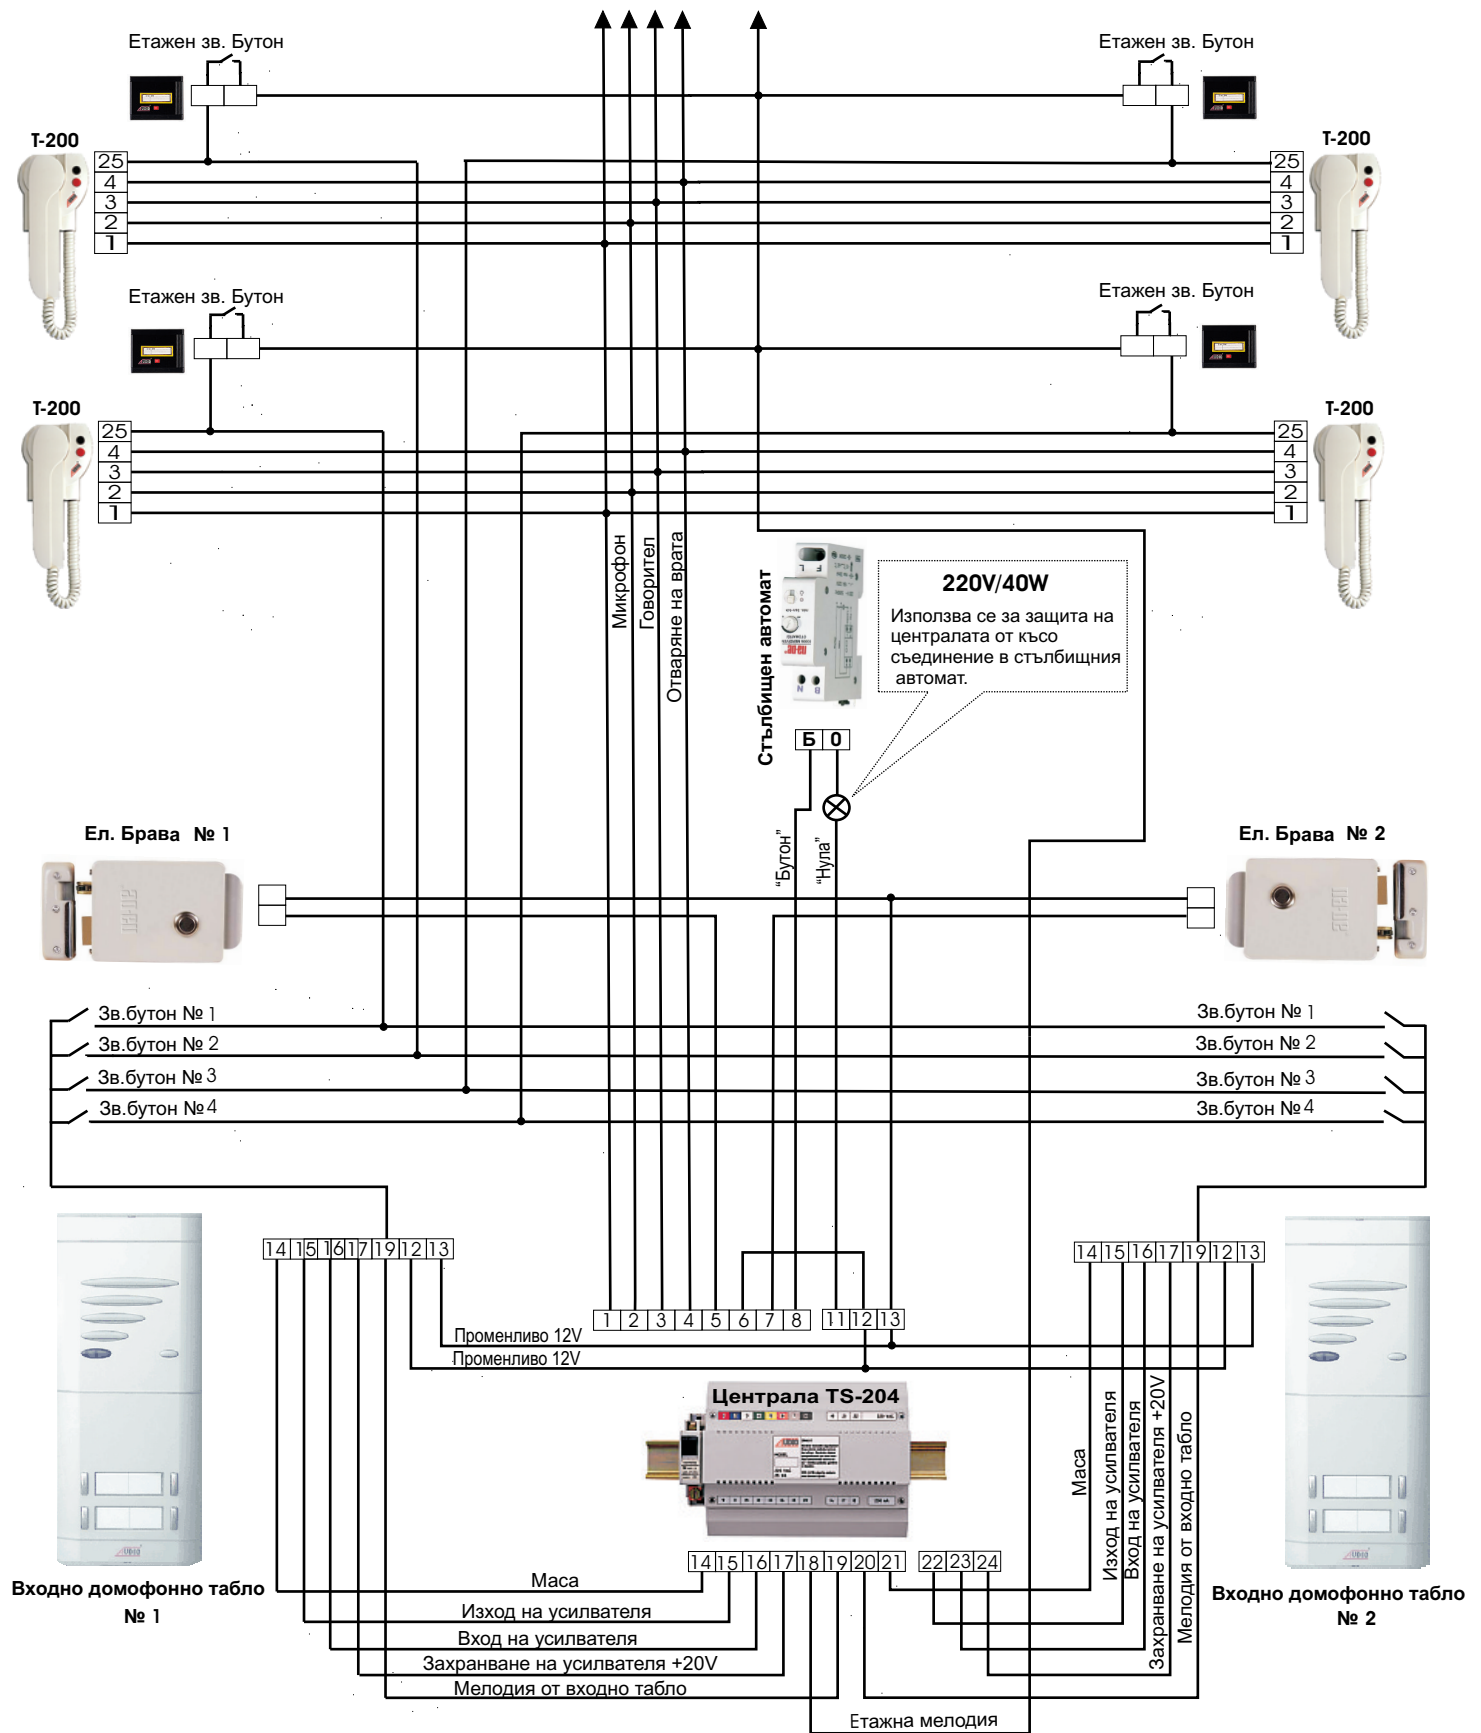 Етажен зв. Бутон
Етажен зв. Бутон
T-200
T-200
25
4
3
2
1
25
4
3
2
1
Етажен зв. Бутон
Етажен зв. Бутон
T-200
T-200
25
4
3
2
1
25
4
3
2
1
Микрофон
Говорител
Отваряне на врата
Стълбищен автомат
220V/40W
Използва се за защита на
централата от късо
съединение в стълбищния
автомат.
Б 0
"Бутон"
"Нула"
Ел. Брава № 1
Ел. Брава № 2
Зв.бутон № 1
Зв.бутон № 1
Зв.бутон № 2
Зв.бутон № 2
Зв.бутон № 3
Зв.бутон № 3
Зв.бутон № 4
Зв.бутон № 4
14 15 16 17 19 12 13
14 15 16 17 19 12 13
1 2 3 4 5 6 7 8
11 12 13
Променливо 12V
Променливо 12V
Централа TS-204
AUDIO
Маса
Изход на усилвателя
Вход на усилвателя
Захранване на усилвателя +20V
Мелодия от входно табло
14 15 16 17 18 19 20 21
22 23 24
Маса
Изход на усилвателя
Вход на усилвателя
Захранване на усилвателя +20V
Мелодия от входно табло
Етажна мелодия
Входно домофонно табло
№ 1
Входно домофонно табло
№ 2